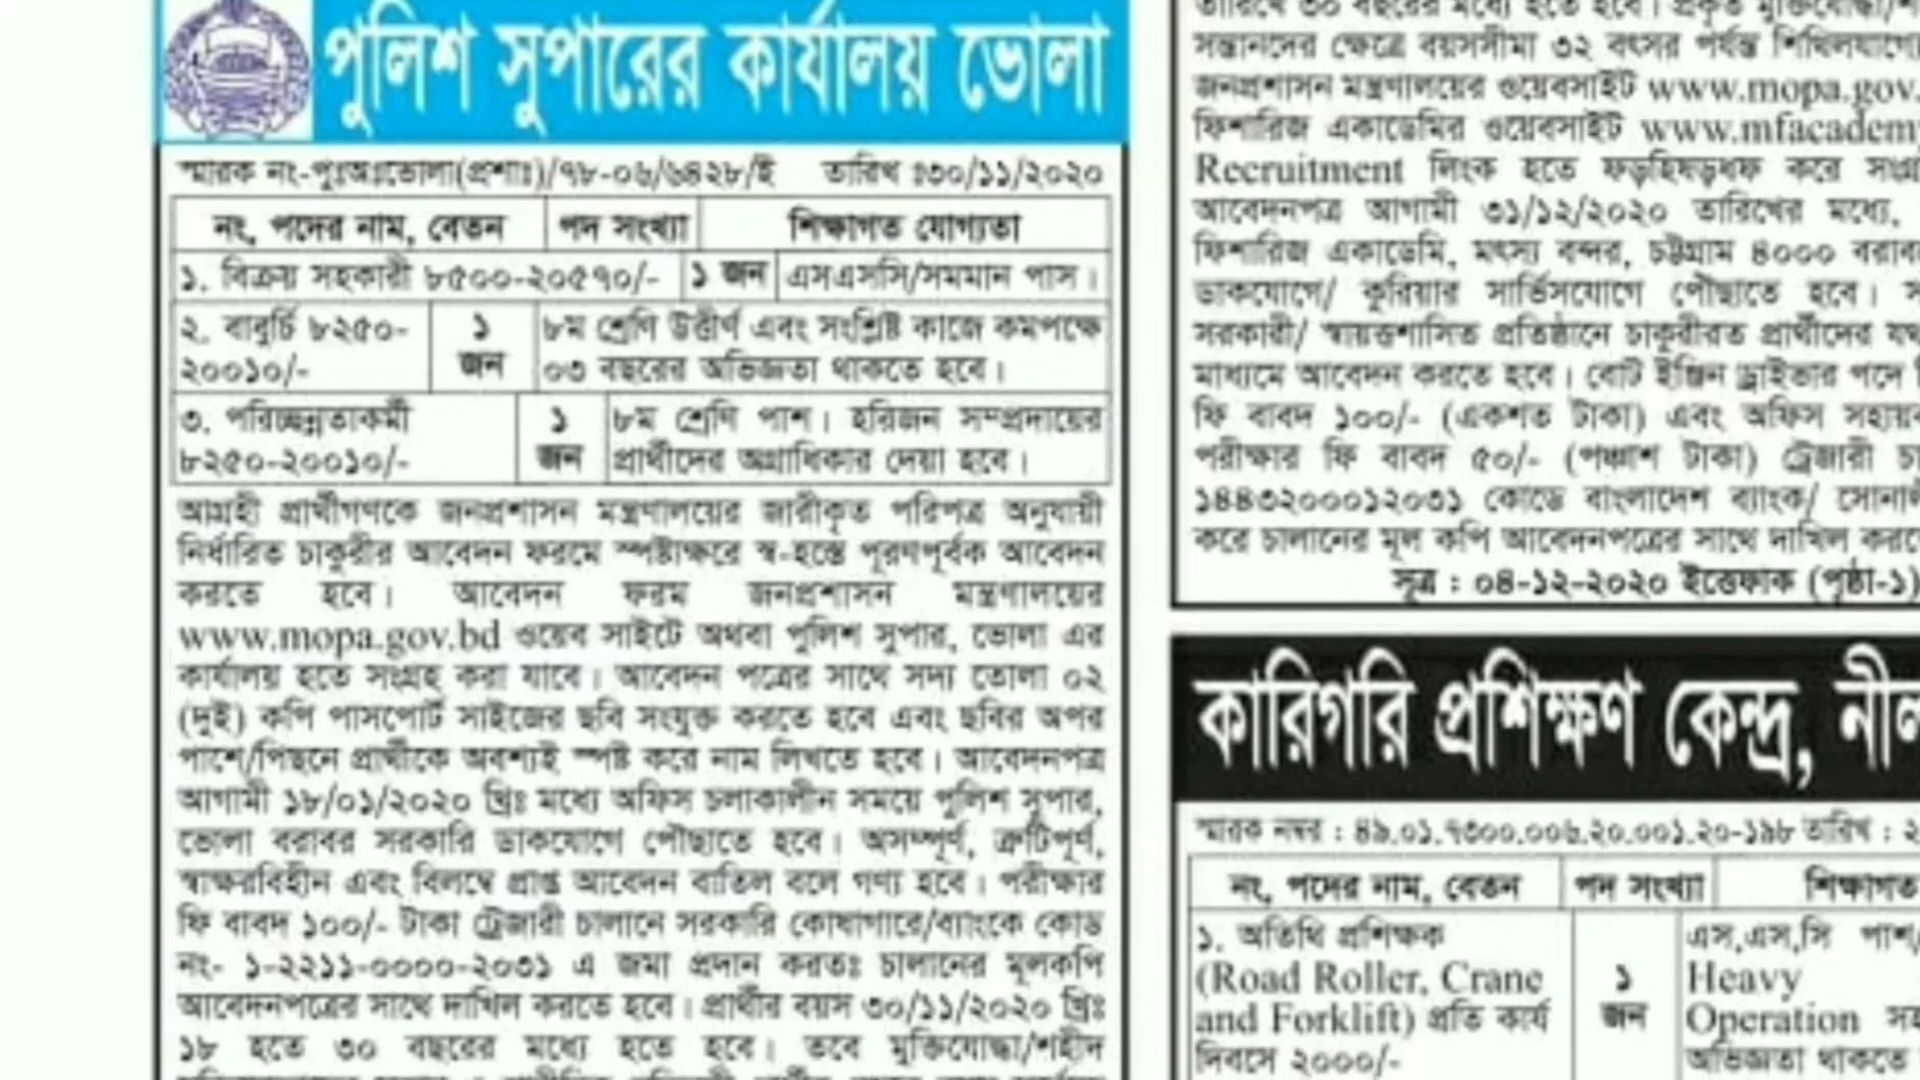 পুলিশ সুপারের কার্যালয় ভোলা
স্মারক নং-পুঃঅঃভোলা(প্রশাঃ)/৭৮-০৬/৬৪২৮/ই তারিখ ঃ৩০/১১/২০২০
নং, পদের নাম, বেতন পদ সংখ্যা শিক্ষাগত যোগ্যতা
১. বিক্রয় সহকারী ৮৫০০-২০৫৭০/- ১ জন এসএসসি/সমমান পাস।
২. বাবুর্চি ৮২৫০-
২০০১০/-
১
জন
৮ম শ্রেণি উত্তীর্ণ এবং সংশ্লিষ্ট কাজে কমপক্ষে
০৩ বছরের অভিজ্ঞতা থাকতে হবে।
৩. পরিচ্ছন্নতাকর্মী
৮২৫০-২০০১০/-
১
জন
৮ম শ্রেণি পাশ। হরিজন সম্প্রদায়ের
প্রার্থীদের অগ্রাধিকার দেয়া হবে।
আগ্রহী প্রার্থীগণকে জনপ্রশাসন মন্ত্রণালয়ের জারীকৃত পরিপত্র অনুযায়ী
নির্ধারিত চাকুরীর আবেদন ফরমে স্পষ্টাক্ষরে স্ব-হস্তে পূরণপূর্বক আবেদন
করতে হবে। আবেদন ফরম জনপ্রশাসন মন্ত্রণালয়ের
www.mopa.gov.bd ওয়েব সাইটে অথবা পুলিশ সুপার, ভোলা এর
কার্যালয় হতে সংগ্রহ করা যাবে। আবেদন পত্রের সাথে সদ্য তোলা ০২
(দুই) কপি পাসপোর্ট সাইজের ছবি সংযুক্ত করতে হবে এবং ছবির অপর
পাশে/পিছনে প্রার্থীকে অবশ্যই স্পষ্ট করে নাম লিখতে হবে। আবেদনপত্র
আগামী ১৮/০১/২০২০ খ্রিঃ মধ্যে অফিস চলাকালীন সময়ে পুলিশ সুপার,
ভোলা বরাবর সরকারি ডাকযোগে পৌছাতে হবে। অসম্পূর্ণ, ত্রুটিপূর্ণ,
স্বাক্ষরবিহীন এবং বিলম্বে প্রাপ্ত আবেদন বাতিল বলে গণ্য হবে। পরীক্ষার
ফি বাবদ ১০০/- টাকা ট্রেজারী চালানে সরকারি কোষাগারে/ব্যাংকে কোড
নং- ১-২২১১-০০০০-২০৩১ এ জমা প্রদান করতঃ চালানের মূলকপি
আবেদনপত্রের সাথে দাখিল করতে হবে। প্রার্থীর বয়স ৩০/১১/২০২০ খ্রিঃ
১৮ হতে ৩০ বছরের মধ্যে হতে হবে। তবে মুক্তিযোদ্ধা/শহীদ
তারিখে ৩০ বছরের মধ্যে হতে হবে। প্রকৃত
সন্তানদের ক্ষেত্রে বয়সসীমা ৩২ বৎসর পর্যন্ত
জনপ্রশাসন মন্ত্রণালয়ের ওয়েবসাইট www.mopa.gov.
ফিশারিজ একাডেমির ওয়েবসাইট www.mfacadem
Recruitment লিংক হতে ফড়হিষড়ধফ করে
আবেদনপত্র আগামী ৩১/১২/২০২০ তারিখের মধ্যে,
ফিশারিজ একাডেমি, মৎস্য বন্দর, চট্টগ্রাম ৪০০০
ডাকযোগে/ কুরিয়ার সার্ভিসযোগে পৌছাতে হবে।
সরকারী/ স্বায়ত্তশাসিত প্রতিষ্ঠানে চাকুরীরত প্রার্থীদের
মাধ্যমে আবেদন করতে হবে। বোট ইঞ্জিন ড্রাইভার পদে
ফি বাবদ ১০০/- (একশত টাকা) এবং অফিস
পরীক্ষার ফি বাবদ ৫০/- (পঞ্চাশ টাকা) ট্রেজারী
১৪৪৩২০০০১২০৩১ কোডে বাংলাদেশ ব্যাংক/
করে চালানের মূল কপি আবেদনপত্রের সাথে দাখিল
সূত্র : ০৪-১২-২০২০ ইত্তেফাক (পৃষ্ঠা-১)
কারিগরি প্রশিক্ষণ কেন্দ্র,
স্মারক নম্বর : ৪৯.০১.৭৩০০.০০৬.২০.০০১.২০-১৯৮ তারিখ :
নং, পদের নাম, বেতন পদ সংখ্যা শিক্ষাগত
১. অতিথি প্রশিক্ষক
(Road Roller, Crane
and Forklift) প্রতি কার্য
দিবসে ২০০০/-
১
জন
এস,এস,সি পাশ/
Heavy
Operation
অভিজ্ঞতা থাকতে